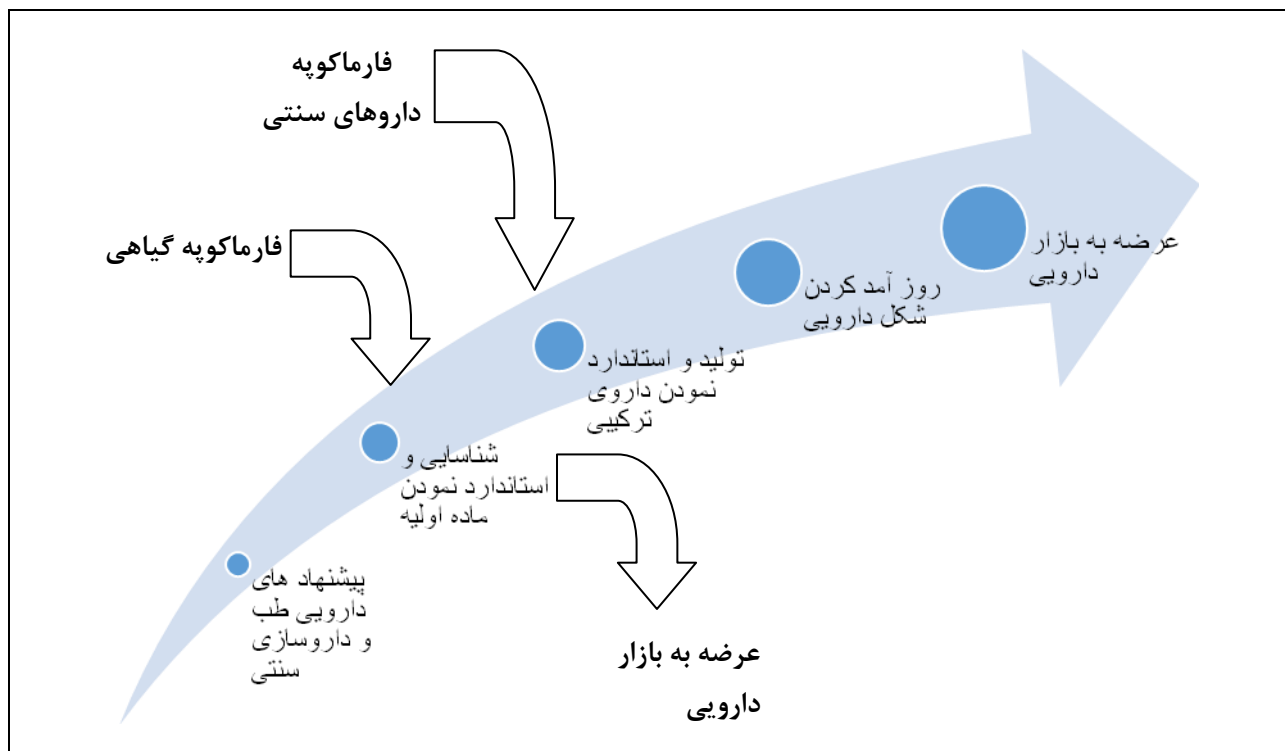 فارماکوپه
داروهای سنتی
فارماکوپه گیاهی
عرضه به بازار
دارویی
روز آمد کردن
شکل دارویی
تولید و استاندارد
نمودن داروی
ترکیبی
شناسایی و
استاندارد نمودن
ماده اولیه
پیشنهاد های
دارویی طب
و داروسازی
سنتی
عرضه به بازار
دارویی